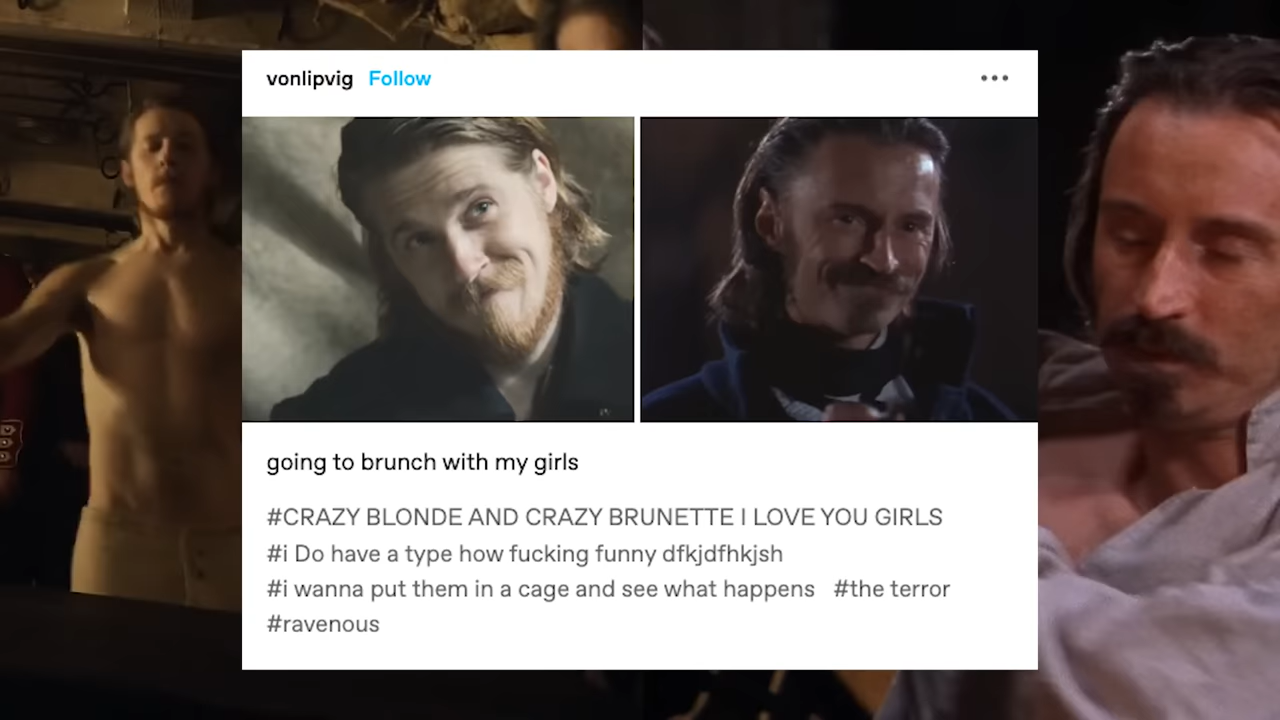 vonlipvig Follow
going to brunch with my girls
#CRAZY BLONDE AND CRAZY BRUNETTE I LOVE YOU GIRLS
#i Do have a type how fucking funny dfkjdfhkjsh
#i wanna put them in a cage and see what happens #the terror
#ravenous